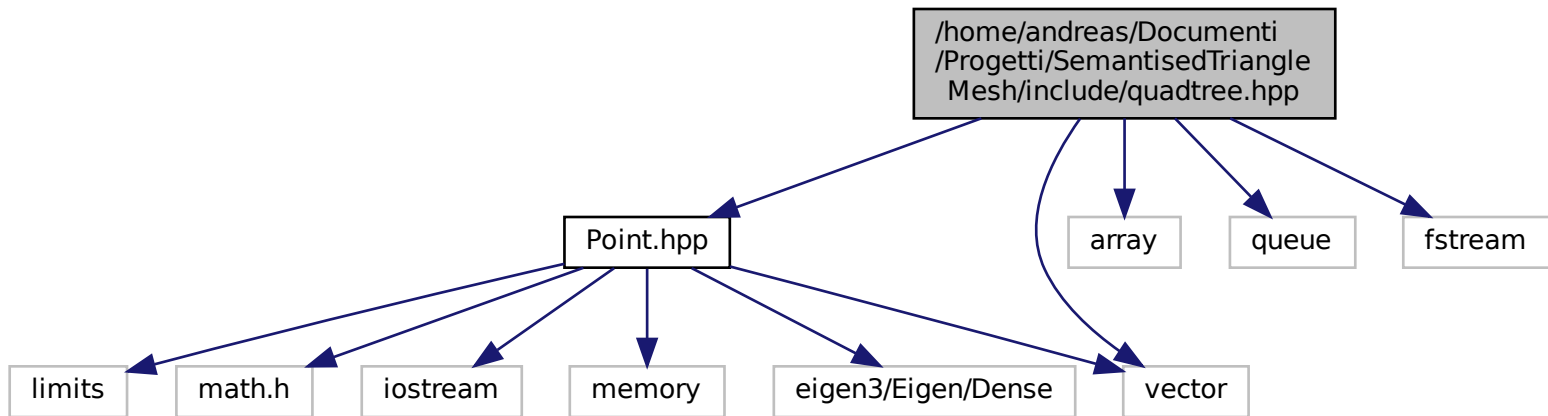 /home/andreas/Documenti
/Progetti/SemantisedTriangle
Mesh/include/quadtree.hpp
Point.hpp
array
queue
fstream
limits
math.h
iostream
memory
eigen3/Eigen/Dense
vector